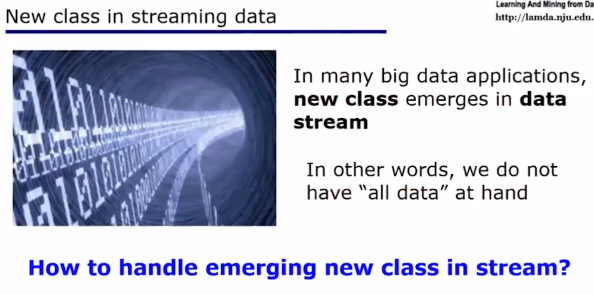 Learning And Mining from Da
New class in streaming data
http://lamda.nju.edu.
In many big data applications,
new class emerges in data
stream
In other words, we do not
have “all data” at hand
How to handle emerging new class in stream?